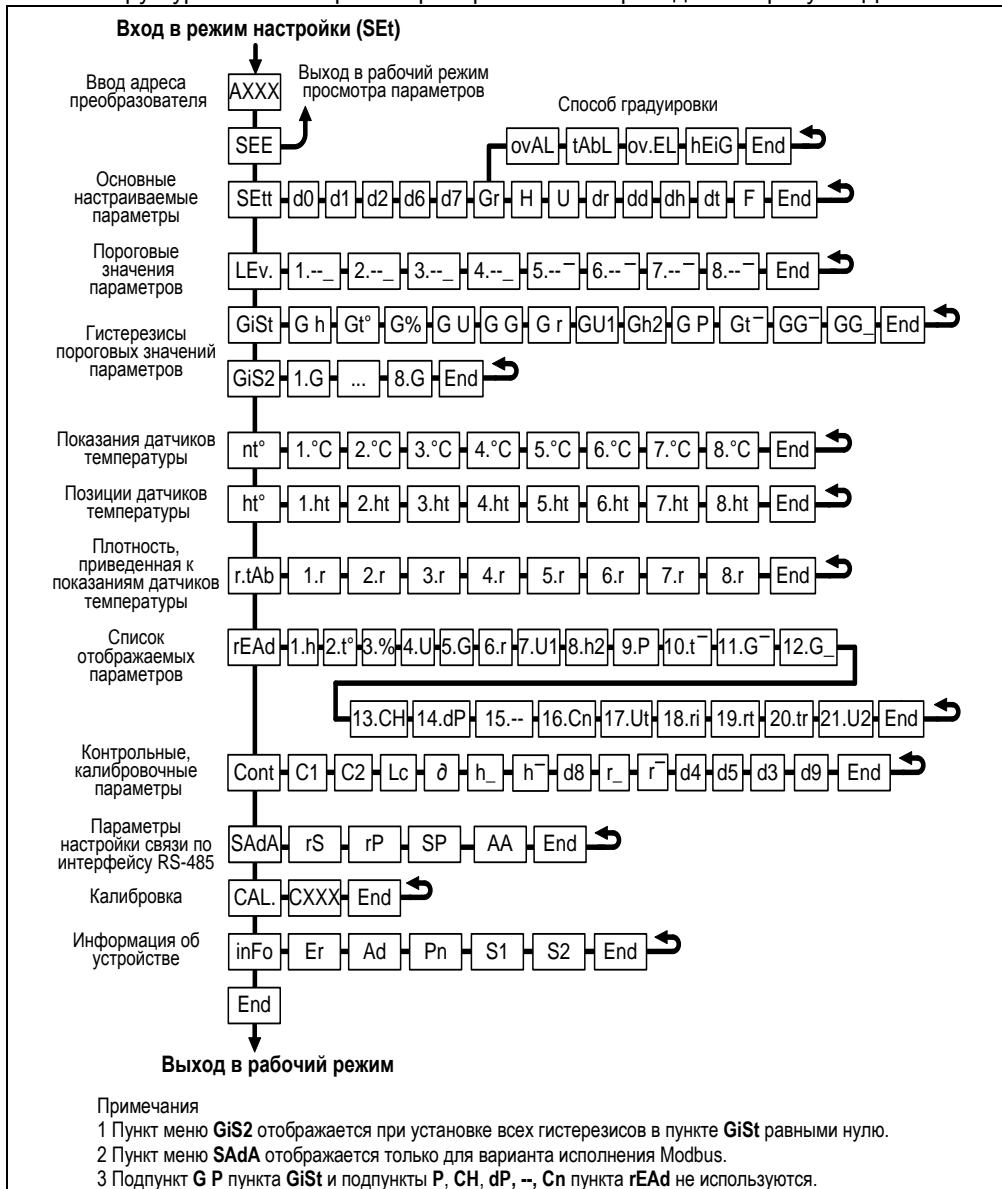 Вход в режим настройки (SEt)
Ввод адреса
преобразователя
AXXX
Выход в рабочий режим
просмотра параметров
SEE
Способ градуировки
ovAL tAbL ov.EL hEiG End
Основные
настраиваемые
параметры
SEtt d0 d1 d2 d6 d7 Gr H U dr dd dh dt F End
Пороговые
значения
параметров
LEv. 1.--_ 2.--_ 3.--_ 4.--_ 5.--¯ 6.--¯ 7.--¯ 8.--¯ End
Гистерезисы
пороговых значений
параметров
GiSt G h Gt° G% G U G G G r GU1 Gh2 G P Gt¯ GG¯ GG_ End
GiS2 1.G ... 8.G End
Показания датчиков
температуры
nt° 1.°C 2.°C 3.°C 4.°C 5.°C 6.°C 7.°C 8.°C End
Позиции датчиков
температуры
ht° 1.ht 2.ht 3.ht 4.ht 5.ht 6.ht 7.ht 8.ht End
Плотность,
приведенная к
показаниям датчиков
температуры
r.tAb 1.r 2.r 3.r 4.r 5.r 6.r 7.r 8.r End
Список
отображаемых
параметров
rEAd 1.h 2.t° 3.% 4.U 5.G 6.r 7.U1 8.h2 9.P 10.t¯ 11.G¯ 12.G_
13.CH 14.dP 15.-- 16.Cn 17.Ut 18.ri 19.rt 20.tr 21.U2 End
Контрольные,
калибровочные
параметры
Cont C1 C2 Lc ∂ h_ h¯ d8 r_ r¯ d4 d5 d3 d9 End
Параметры
настройки связи по
интерфейсу RS-485
SAdA rS rP SP AA End
Калибровка
CAL. CXXX End
Информация об
устройстве
inFo Er Ad Pn S1 S2 End
End
Выход в рабочий режим
Примечания
1 Пункт меню GiS2 отображается при установке всех гистерезисов в пункте GiSt равными нулю.
2 Пункт меню SAdA отображается только для варианта исполнения Modbus.
3 Подпункт G P пункта GiSt и подпункты P, CH, dP, --, Cn пункта rEAd не используются.